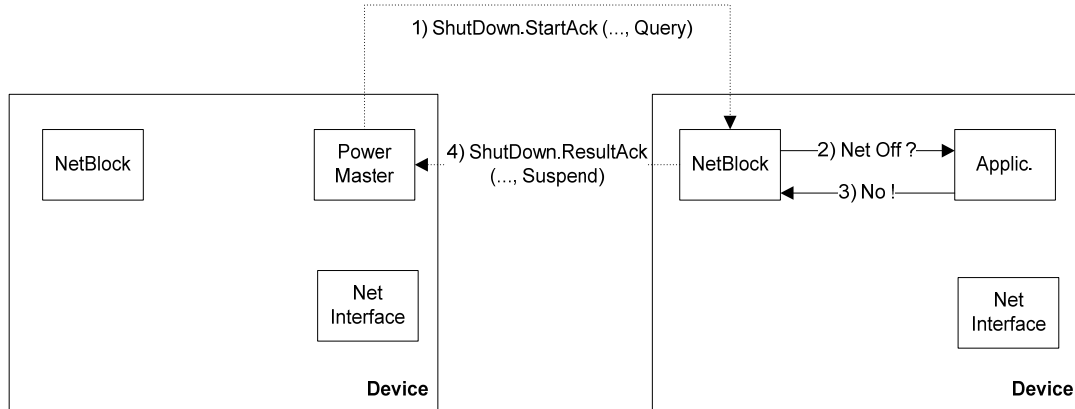 1) ShutDown.StartAck (..., Query)
NetBlock
Power
Master
4) ShutDown.ResultAck
(..., Suspend)
NetBlock
2) Net Off ?
3) No !
Applic.
Net
Interface
Net
Interface
Device
Device